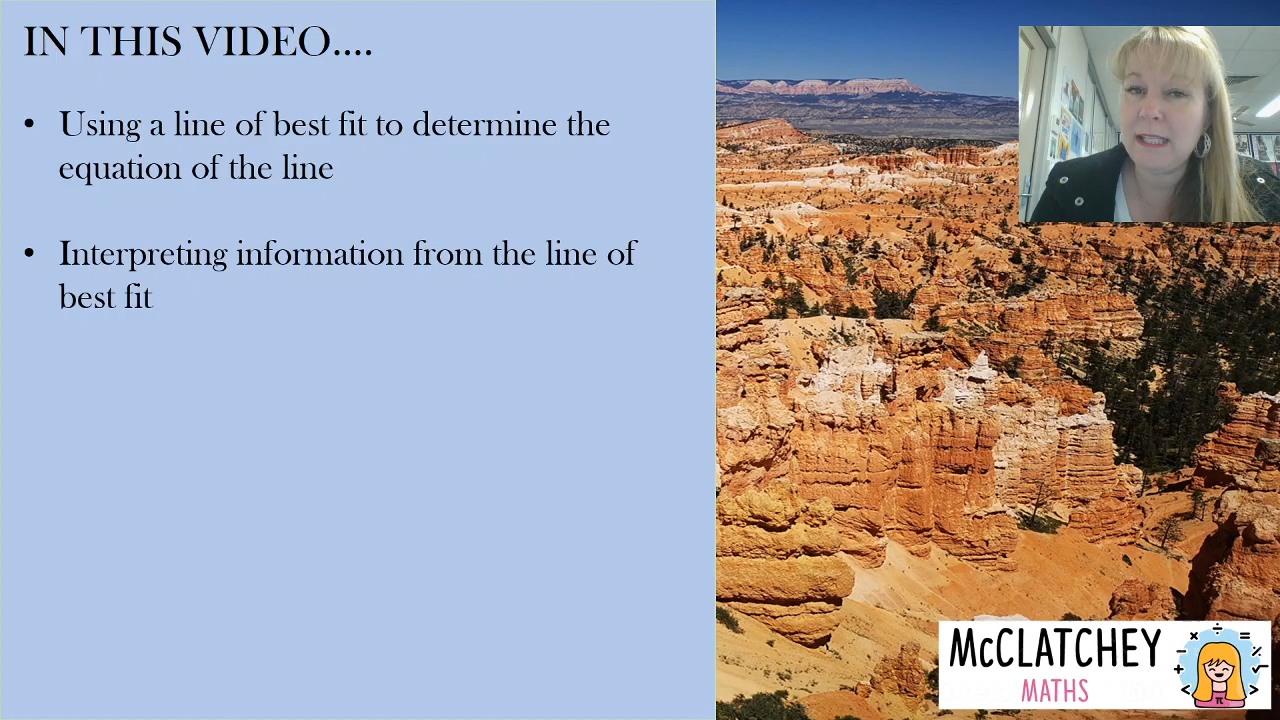 IN THIS VIDEO....
• Using a line of best fit to determine the
equation of the line
• Interpreting information from the line of
best fit
McCLATCHEY
MATHS